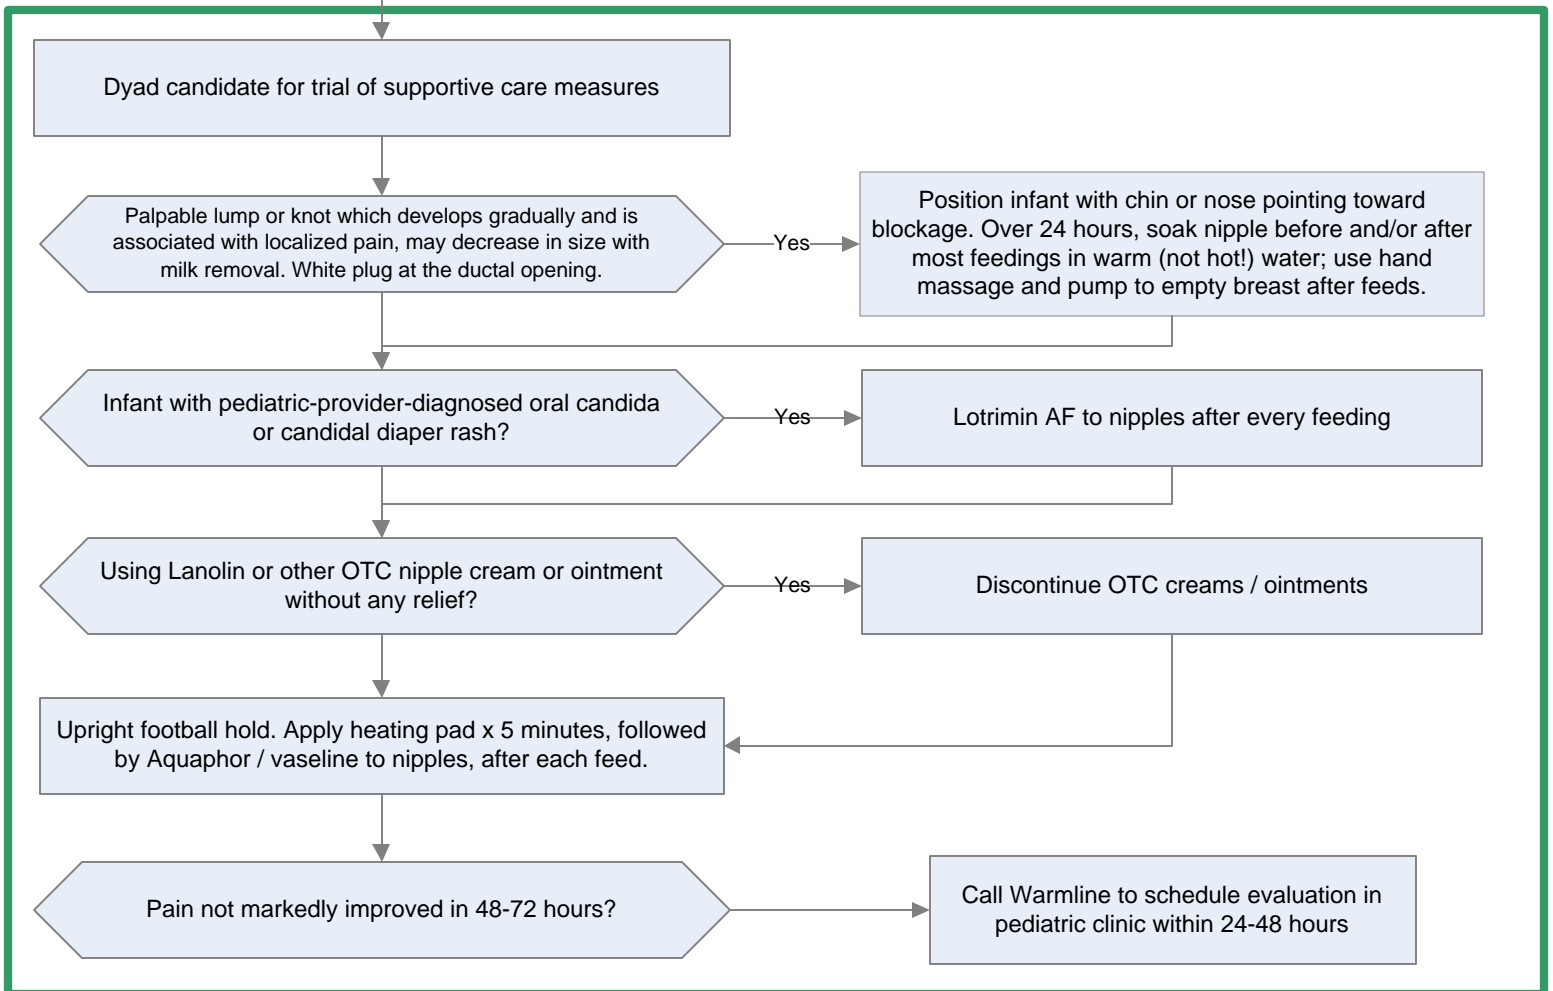 Dyad candidate for trial of supportive care measures
Palpable lump or knot which develops gradually and is
associated with localized pain, may decrease in size with
milk removal. White plug at the ductal opening.
Yes
Position infant with chin or nose pointing toward
blockage. Over 24 hours, soak nipple before and/or after
most feedings in warm (not hot!) water; use hand
massage and pump to empty breast after feeds.
Infant with pediatric-provider-diagnosed oral candida
or candidal diaper rash?
Yes
Lotrimin AF to nipples after every feeding
Using Lanolin or other OTC nipple cream or ointment
without any relief?
Yes
Discontinue OTC creams / ointments
Upright football hold. Apply heating pad x 5 minutes, followed
by Aquaphor / vaseline to nipples, after each feed.
Pain not markedly improved in 48-72 hours?
Call Warmline to schedule evaluation in
pediatric clinic within 24-48 hours